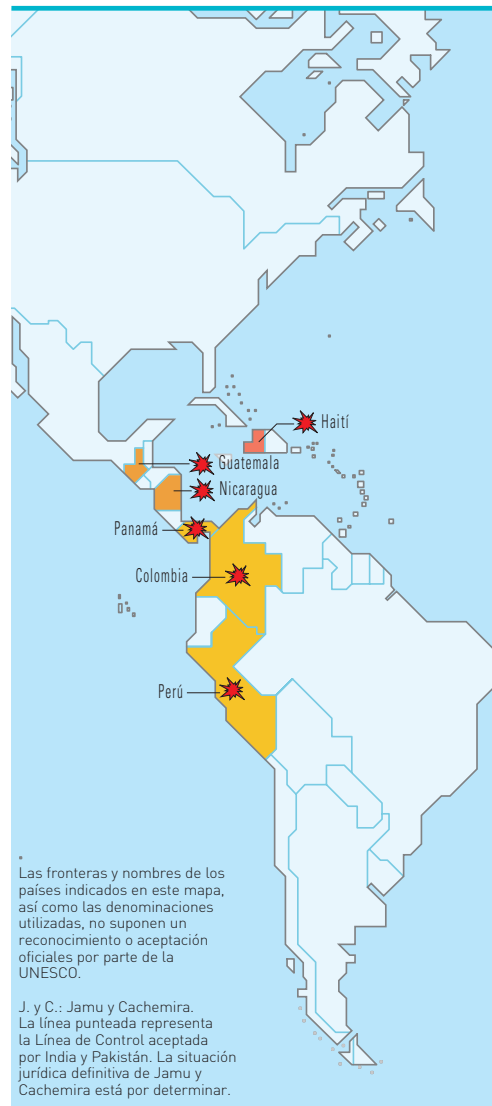 Haití
Guatemala
Nicaragua
Panamá
Colombia
Perú
Las fronteras y nombres de los
países indicados en este mapa,
así como las denominaciones
utilizadas, no suponen un
reconocimiento o aceptación
oficiales por parte de la
UNESCO.
J. y C.: Jamu y Cachemira.
La línea punteada representa
la Línea de Control aceptada
por India y Pakistán. La situación
jurídica definitiva de Jamu y
Cachemira está por determinar.